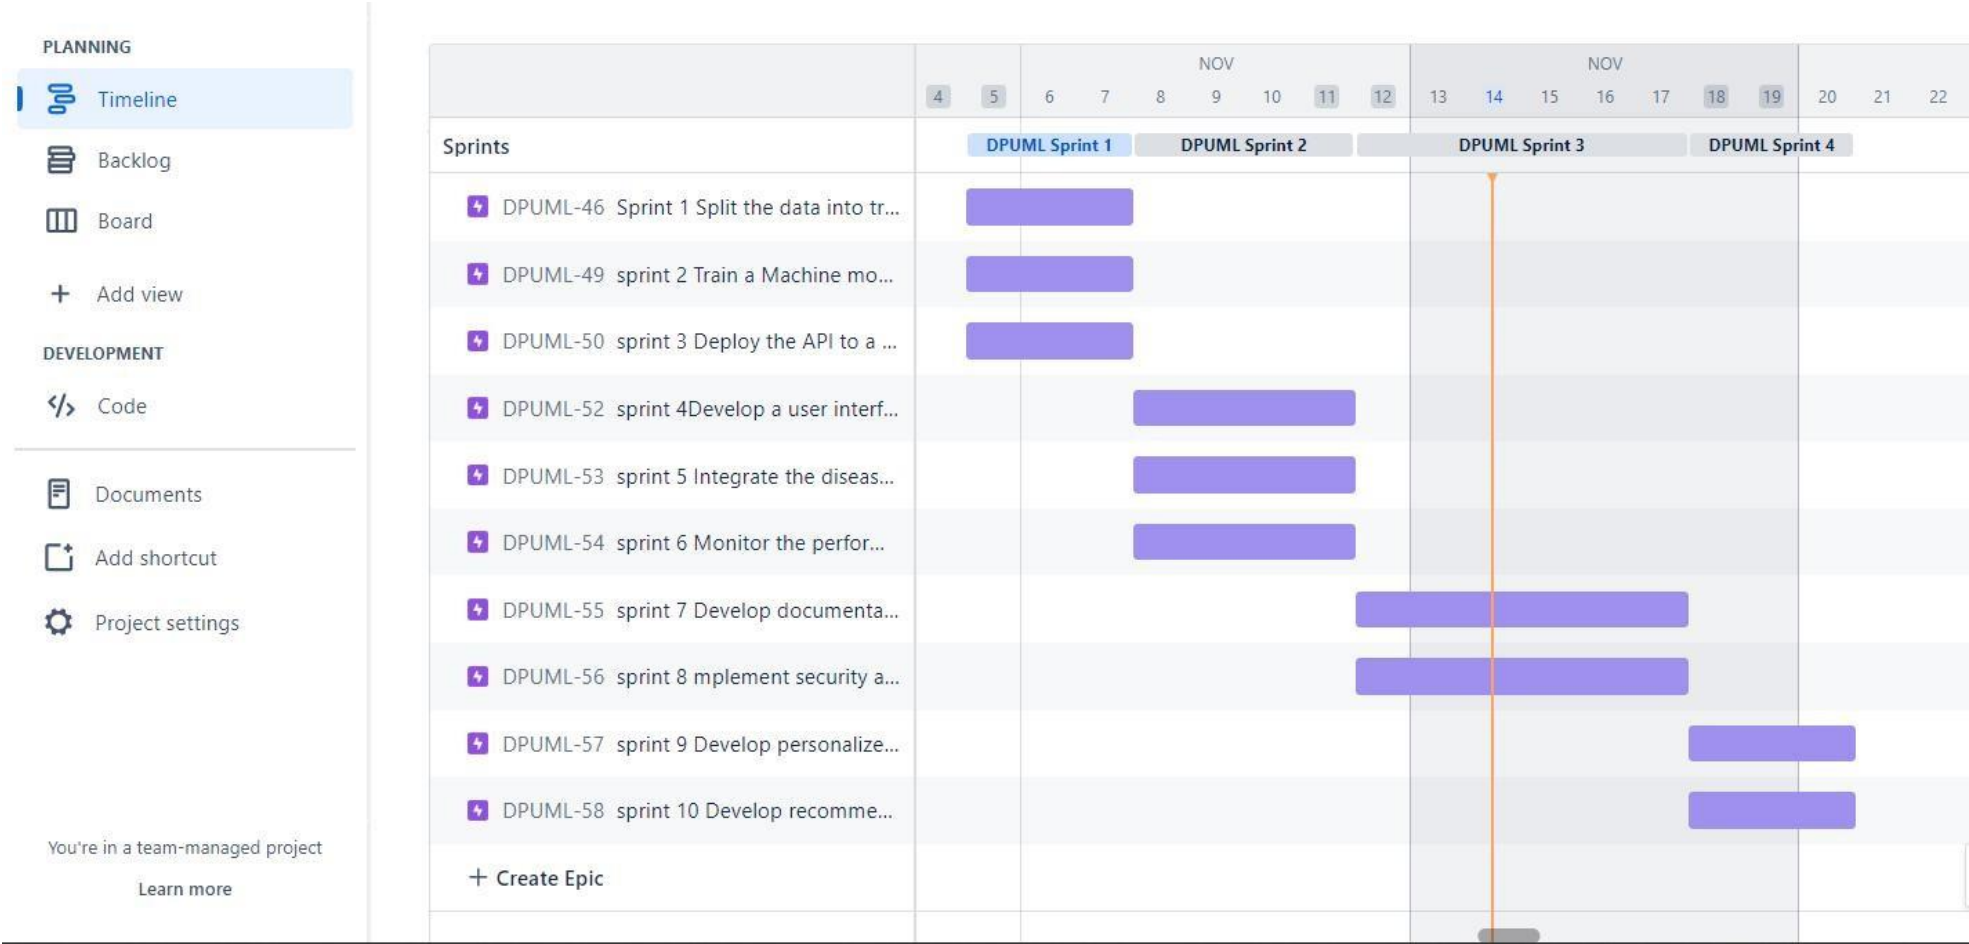 PLANNING
Timeline
Backlog
Board
Add view
DEVELOPMENT
Code
Documents
Add shortcut
Project settings
You're in a team-managed project
Learn more
NOV NOV
4 5 6 7 8 9 10 11 12 13 14 15 16 17 18 19 20 21 22
Sprints DPUML Sprint 1 DPUML Sprint 2 DPUML Sprint 3 DPUML Sprint 4
DPUML-46 Sprint 1 Split the data into tr...
DPUML-49 sprint 2 Train a Machine mo...
DPUML-50 sprint 3 Deploy the API to a ...
DPUML-52 sprint 4Develop a user interf...
DPUML-53 sprint 5 Integrate the diseas...
DPUML-54 sprint 6 Monitor the perfor...
DPUML-55 sprint 7 Develop documenta...
DPUML-56 sprint 8 mplement security a...
DPUML-57 sprint 9 Develop personalize...
DPUML-58 sprint 10 Develop recomme...
+ Create Epic